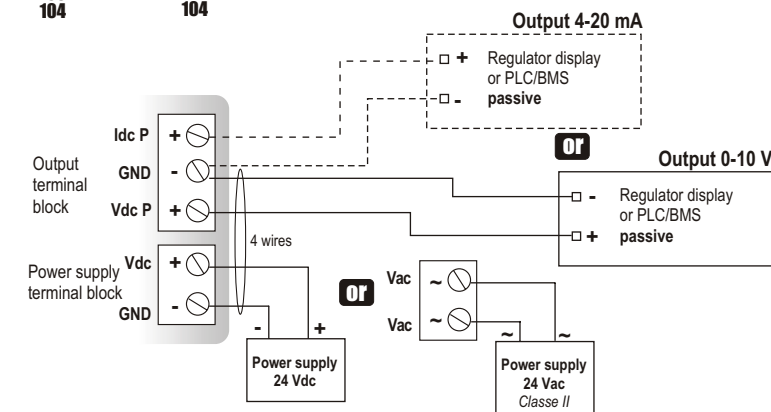 104
104
Output 4-20 mA
+ Regulator display
or PLC/BMS
- passive
or
Output 0-10 V
- Regulator display
or PLC/BMS
+ passive
Output
terminal
block
Idc P +
GND -
Vdc P +
4 wires
Power supply
terminal block
Vdc +
GND -
- +
Power supply
24 Vdc
or
Vac ~
Vac ~
~ ~
Power supply
24 Vac
Classe II